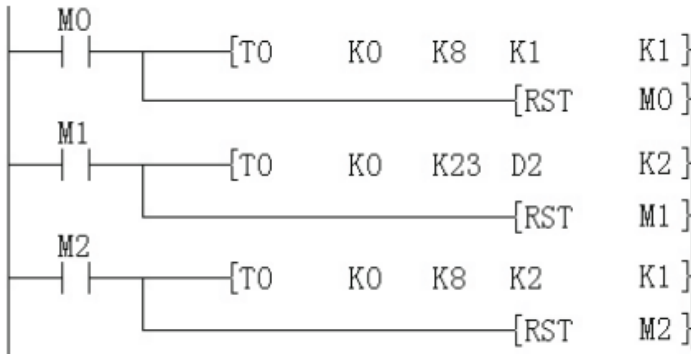 M0
[TO K0 K8 K1 K1]
[RST M0]
M1
[TO K0 K23 D2 K2]
[RST M1]
M2
[TO K0 K8 K2 K1]
[RST M2]